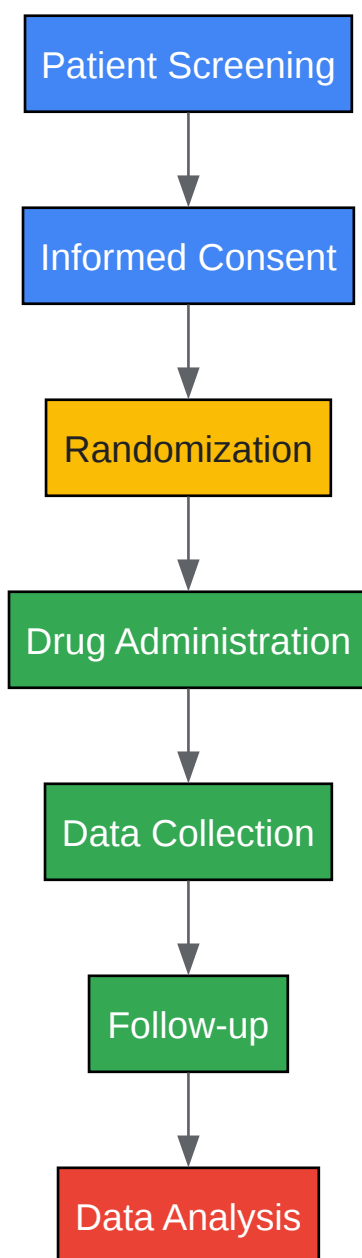 Patient Screening
Informed Consent
Randomization
Drug Administration
Data Collection
Follow-up
Data Analysis